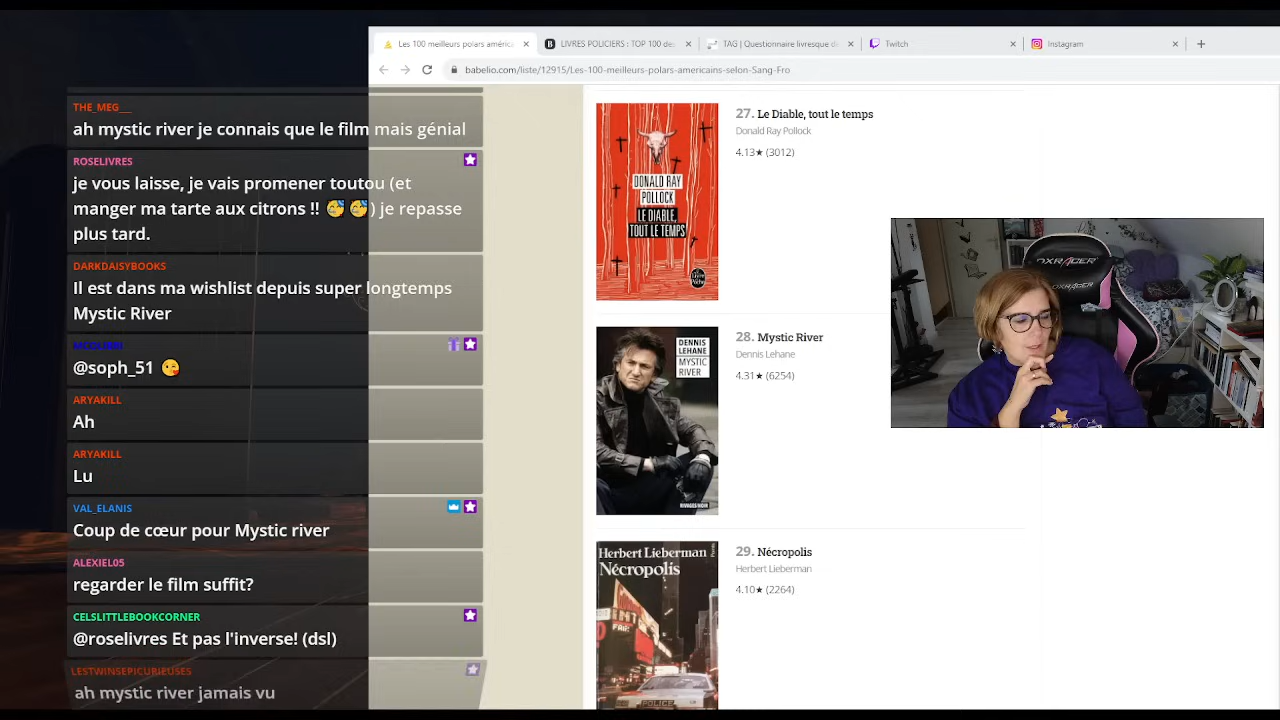 Les 100 meilleurs polars améric
LIVRES POLICIERS : TOP 100 des
TAG | Questionnaire livresque di
Twitch
Instagram
babelio.com/liste/12915/Les-100-meilleurs-polars-americains-selon-Sang-Fro
THE_MEG__
ah mystic river je connais que le film mais génial
ROSELIVRES
je vous laisse, je vais promener toutou (et
manger ma tarte aux citrons !! 🥳🥳) je repasse
plus tard.
DARKDAISYBOOKS
Il est dans ma wishlist depuis super longtemps
Mystic River
@soph_51 😘
ARYAKILL
Ah
ARYAKILL
Lu
VAL_ELANIS
Coup de cœur pour Mystic river
ALEXIEL05
regarder le film suffit?
CELSLITTLEBOOKCORNER
@roselivres Et pas l'inverse! (dsl)
LESTWINSEPICURIEUSES
ah mystic river jamais vu
DONALD RAY
POLLOCK
LE DIABLE,
TOUT LE TEMPS
27. Le Diable, tout le temps
Donald Ray Pollock
4.13★ (3012)
DENNIS
LEHANE
MYSTIC
RIVER
RIVAGES/NOIR
28. Mystic River
Dennis Lehane
4.31★ (6254)
Herbert Lieberman
Nécropolis
POLICE
29. Nécropolis
Herbert Lieberman
4.10★ (2264)
OXRACER